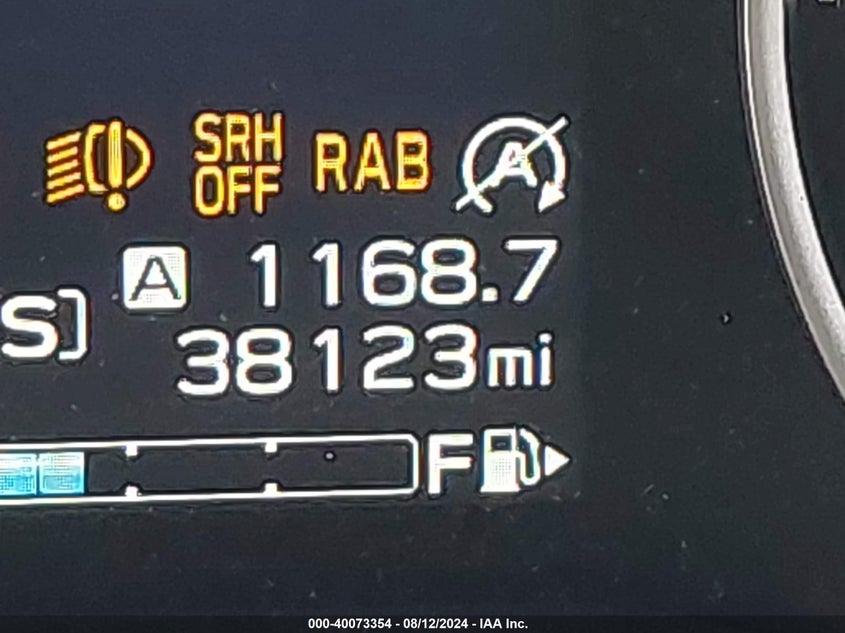 SRH
OFF
RAB
A
A 1168.7
S]
38123mi
F
000-40073354 - 08/12/2024 - IAA Inc.